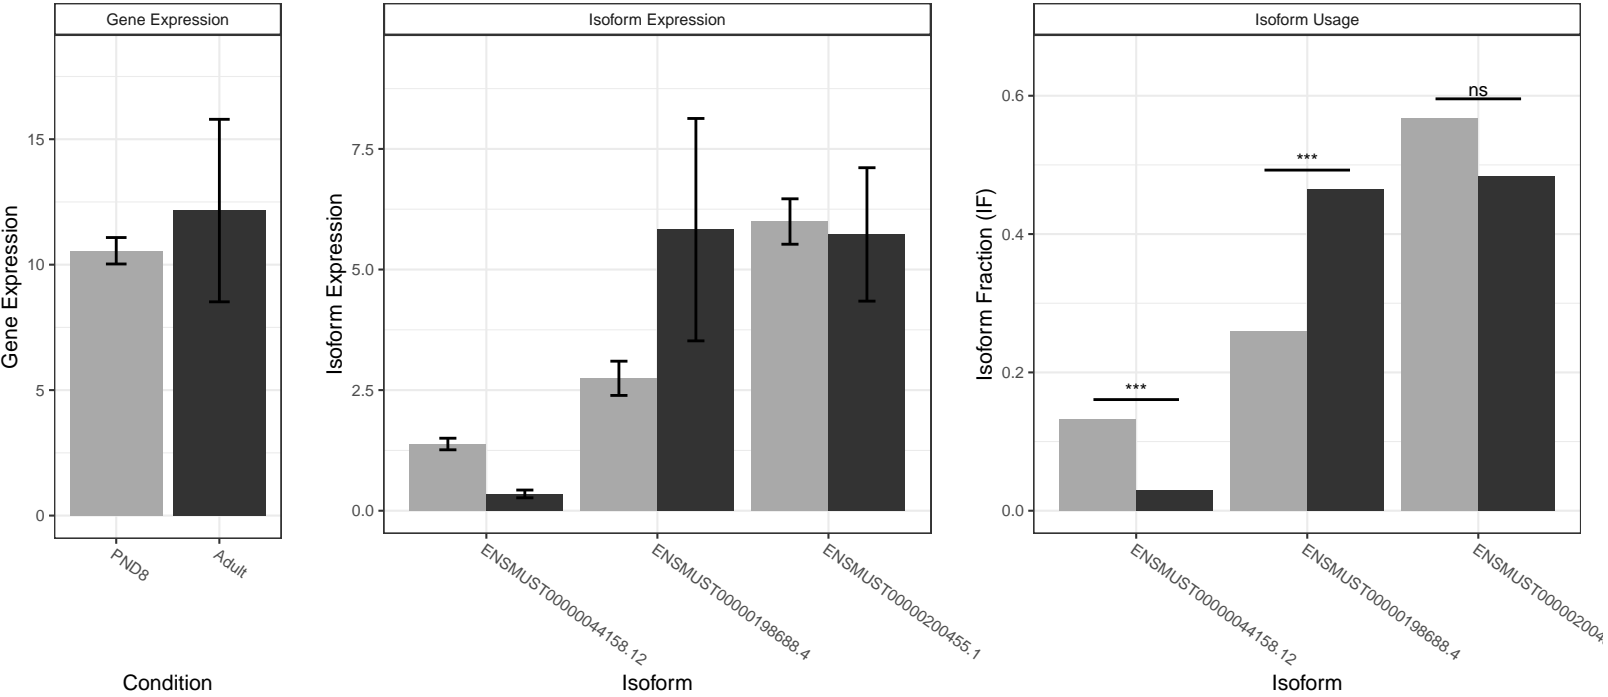 Gene Expression
Isoform Expression
Isoform Usage
Gene Expression
15
10
5
0
PND8
Adult
Condition
Isoform Expression
7.5
5.0
2.5
0.0
ENSMUST00000044158.12
ENSMUST00000198688.4
ENSMUST00000200455.1
Isoform
Isoform Fraction (IF)
0.6
0.4
0.2
0.0
***
***
ns
ENSMUST00000044158.12
ENSMUST00000198688.4
ENSMUST000002004
Isoform